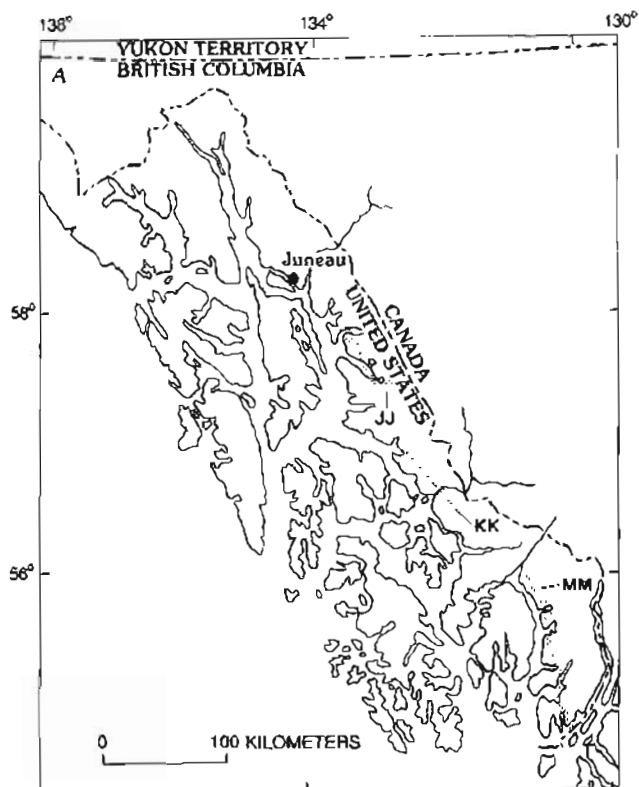 138°
134°
130°
YUKON TERRITORY
A
BRITISH COLUMBIA
Juneau
58°
CANADA
UNITED STATES
JJ
KK
56°
MM
0
100 KILOMETERS